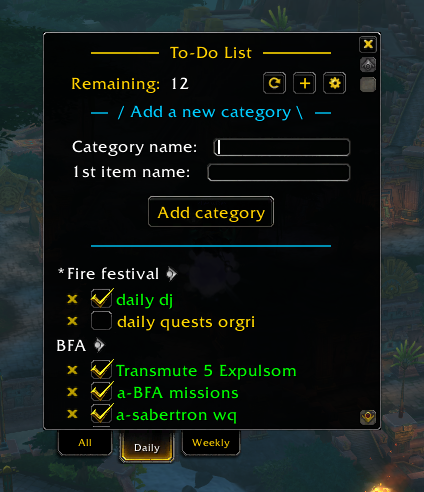 To-Do List
Remaining: 12
/ Add a new category \
Category name:
1st item name:
Add category
*Fire festival
daily dj
daily quests orgri
BFA
Transmute 5 Expulsom
a-BFA missions
a-sabertron wq
All
Daily
Weekly